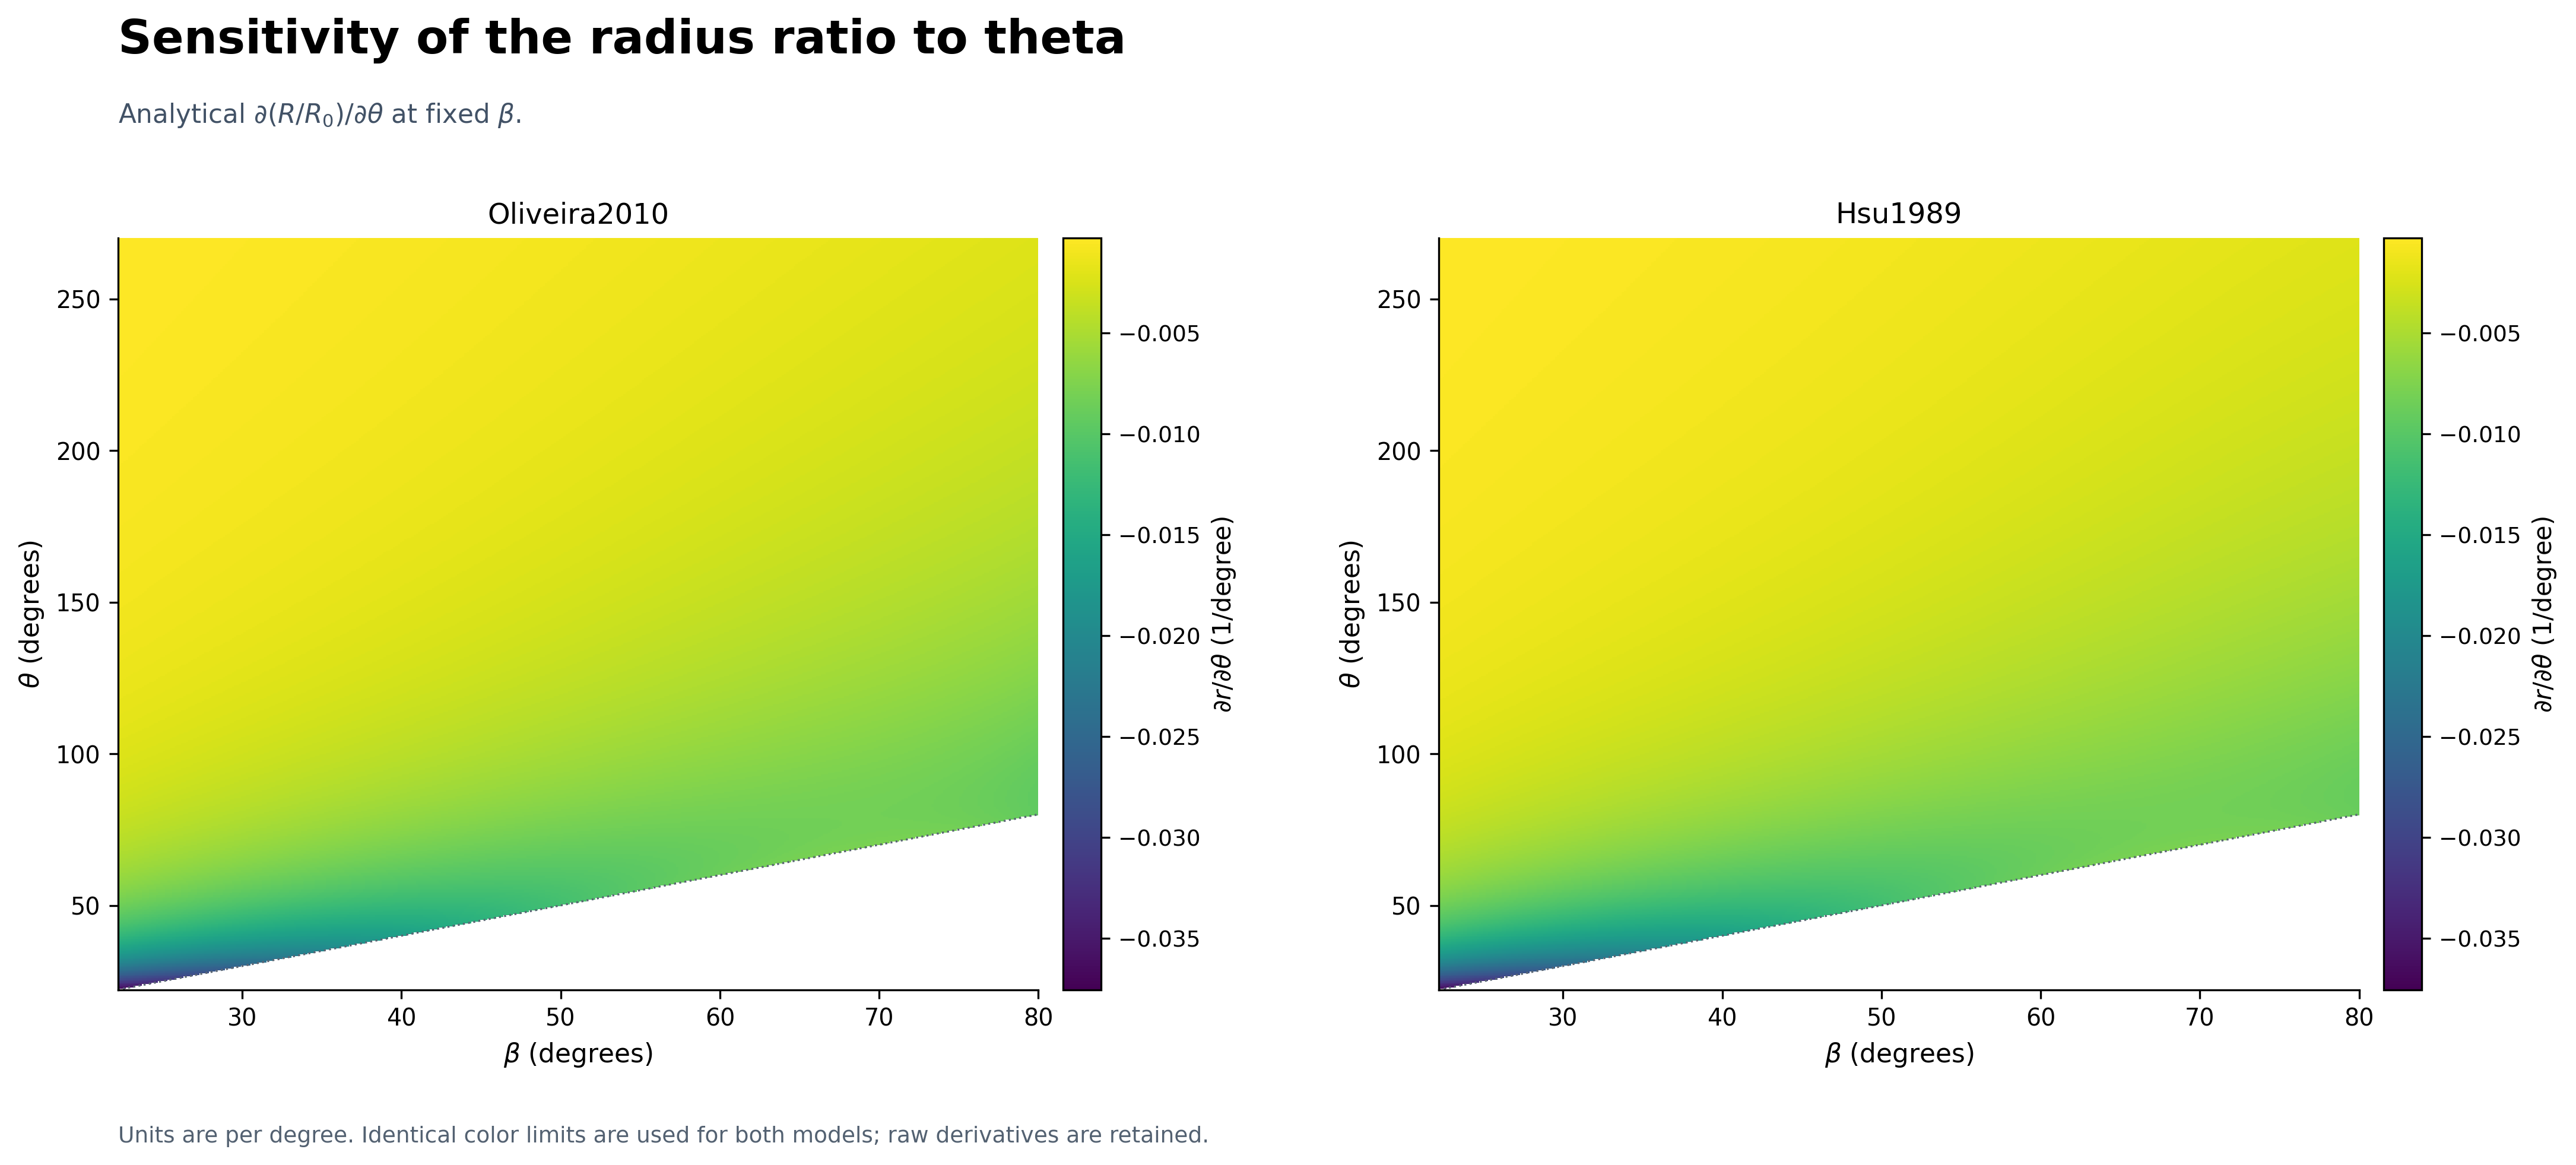 Sensitivity of the radius ratio to theta
Analytical ∂(R/R₀)/∂θ at fixed β.
Oliveira2010
250
200
150
100
50
θ (degrees)
30 40 50 60 70 80
β (degrees)
−0.005
−0.010
−0.015
−0.020
−0.025
−0.030
−0.035
∂r/∂θ (1/degree)
Hsu1989
250
200
150
100
50
θ (degrees)
30 40 50 60 70 80
β (degrees)
−0.005
−0.010
−0.015
−0.020
−0.025
−0.030
−0.035
∂r/∂θ (1/degree)
Units are per degree. Identical color limits are used for both models; raw derivatives are retained.